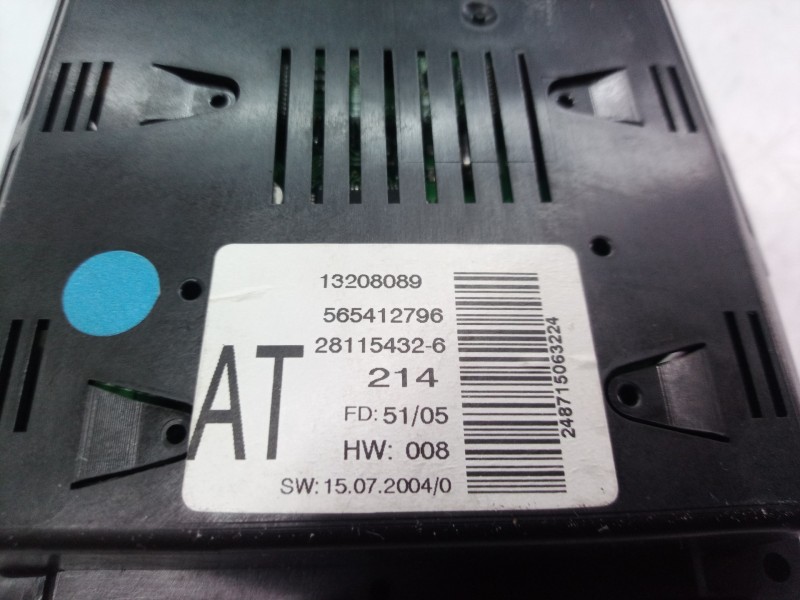 13208089
565412796
28115432-6
214
AT
FD: 51/05
HW: 008
SW: 15.07.2004/0
248715063224